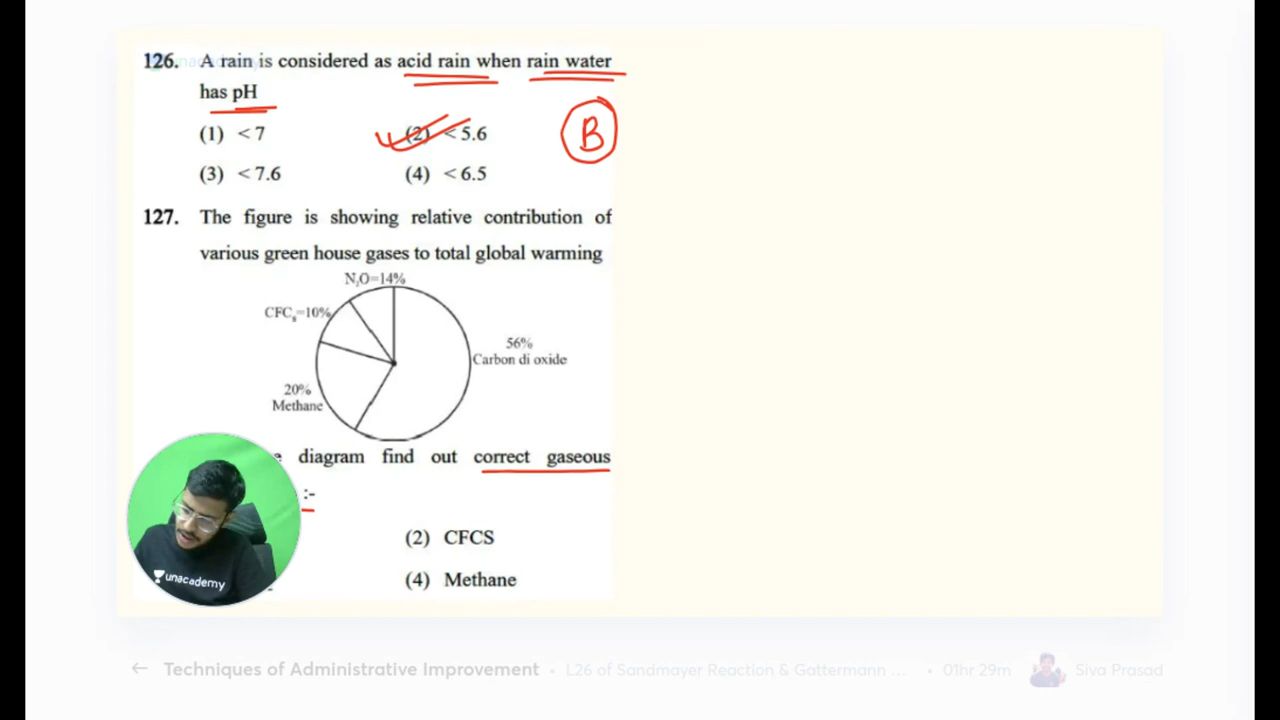 126. A rain is considered as acid rain when rain water
has pH
(1) < 7 (2) < 5.6
B
(3) < 7.6 (4) < 6.5
127. The figure is showing relative contribution of
various green house gases to total global warming
N₂O=14%
CFCₛ=10%
56%
Carbon di oxide
20%
Methane
e diagram find out correct gaseous
:-
(2) CFCS
(4) Methane
unacademy
← Techniques of Administrative Improvement • L26 of Sandmayer Reaction & Gattermann ... • 01hr 29m Siva Prasad